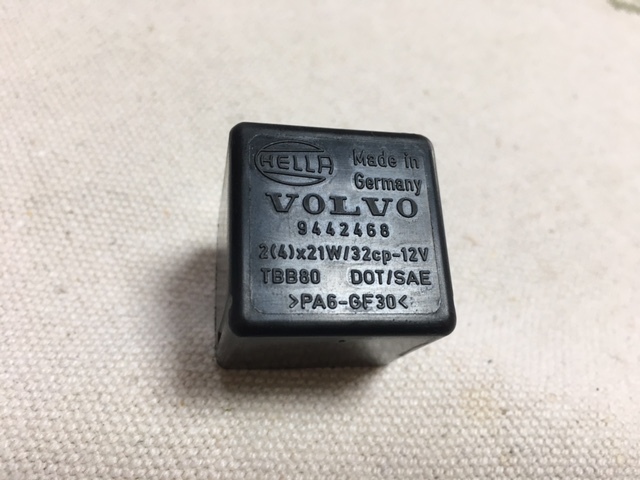 HELLA Made in
Germany
VOLVO
9442468
2(4)x21W/32cp-12V
TBB80 DOT/SAE
>PA6-GF30<